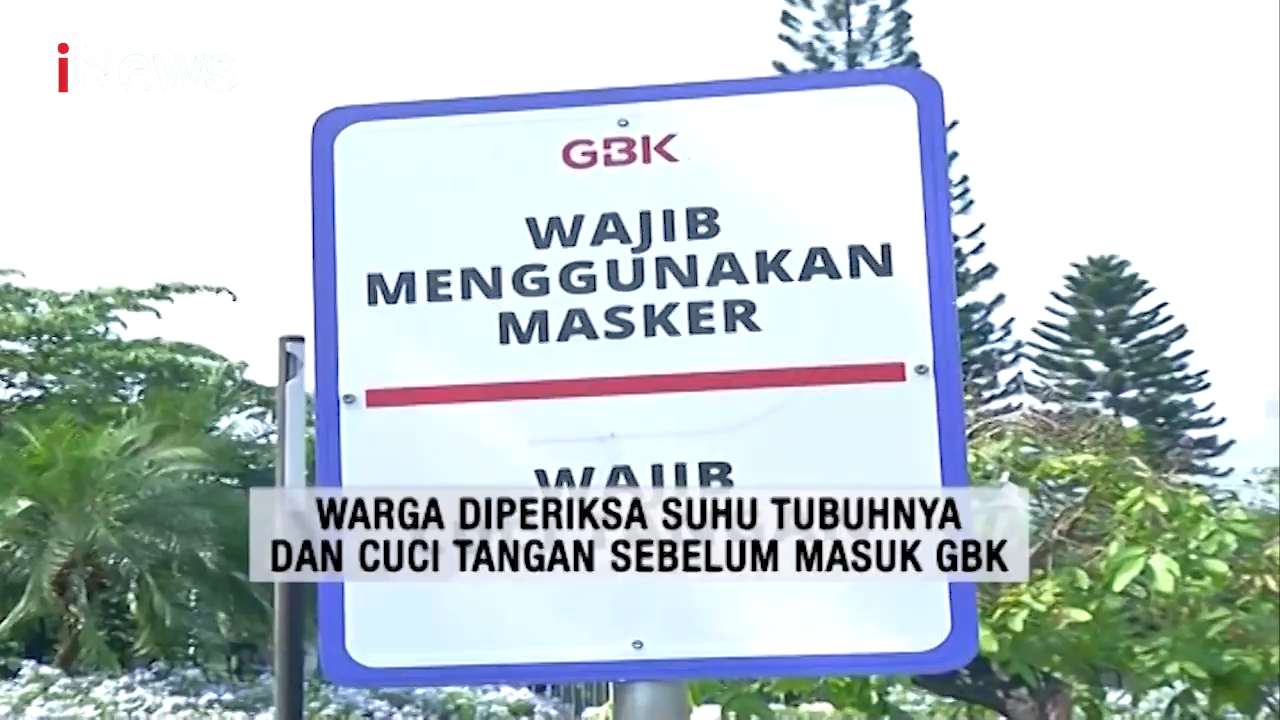 iNews
GBK
WAJIB
MENGGUNAKAN
MASKER
WAJIB
WARGA DIPERIKSA SUHU TUBUHNYA
DAN CUCI TANGAN SEBELUM MASUK GBK